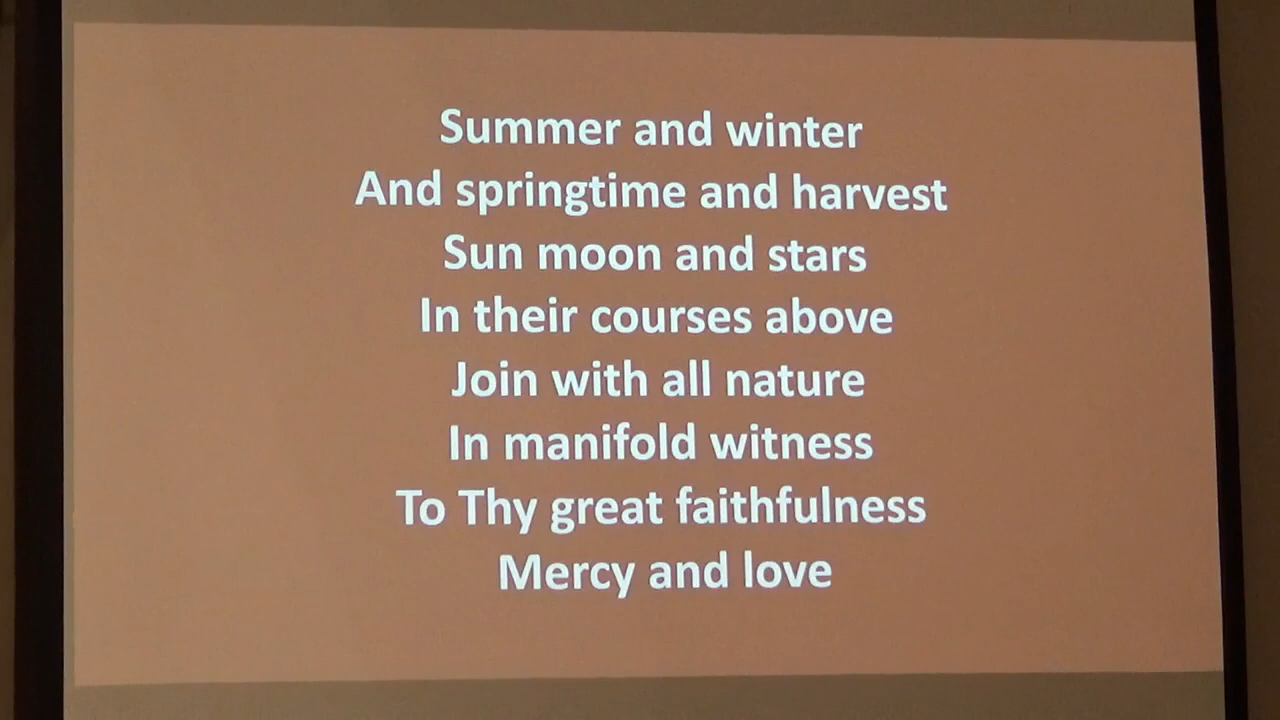 Summer and winter
And springtime and harvest
Sun moon and stars
In their courses above
Join with all nature
In manifold witness
To Thy great faithfulness
Mercy and love